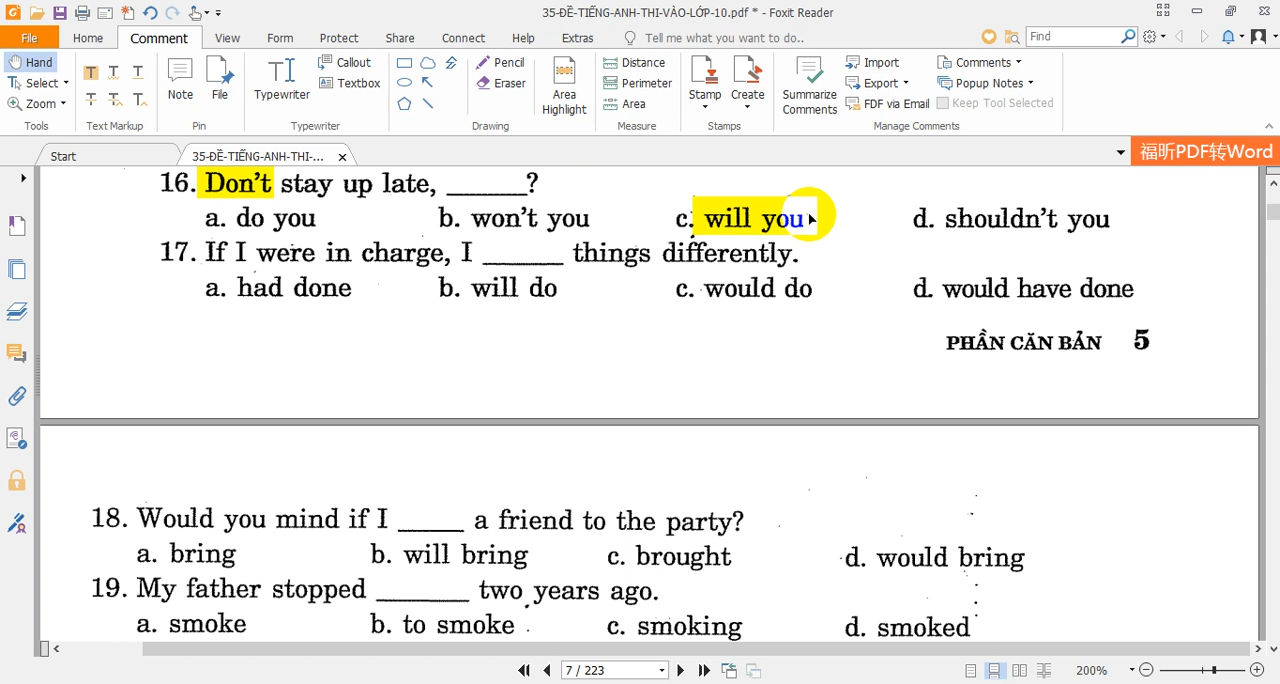 35-ĐỀ-TIẾNG-ANH-THI-VÀO-LỚP-10.pdf * - Foxit Reader
File Home Comment View Form Protect Share Connect Help Extras Tell me what you want to do.. Find
Hand
Select
Zoom
Tools
Text Markup
Note
File
Pin
Typewriter
Callout
Textbox
Typewriter
Pencil
Eraser
Drawing
Area Highlight
Distance
Perimeter
Area
Measure
Stamp
Create
Stamps
Summarize Comments
Import
Export
FDF via Email
Comments
Popup Notes
Keep Tool Selected
Manage Comments
Start 35-ĐỀ-TIẾNG-ANH-THI-... 福昕PDF转Word
16. Don't stay up late, ________?
a. do you b. won't you c. will you d. shouldn't you
17. If I were in charge, I ________ things differently.
a. had done b. will do c. would do d. would have done
PHẦN CĂN BẢN 5
18. Would you mind if I ______ a friend to the party?
a. bring b. will bring c. brought d. would bring
19. My father stopped ________ two years ago.
a. smoke b. to smoke c. smoking d. smoked
7 / 223 200%